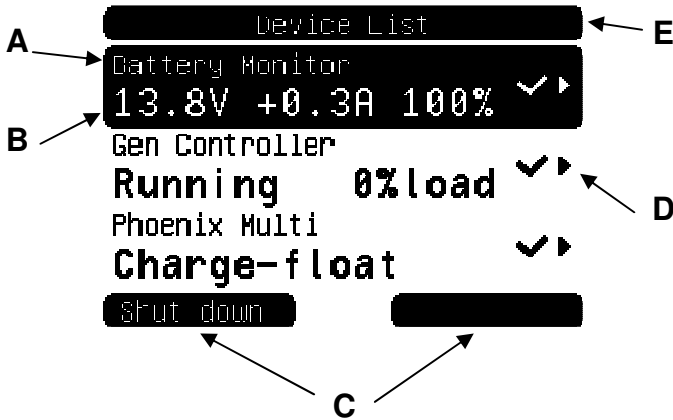 Device List
E
A
Battery Monitor
13.8V +0.3A 100%
B
Gen Controller
Running 0%load
D
Phoenix Multi
Charge-float
Shut down
C